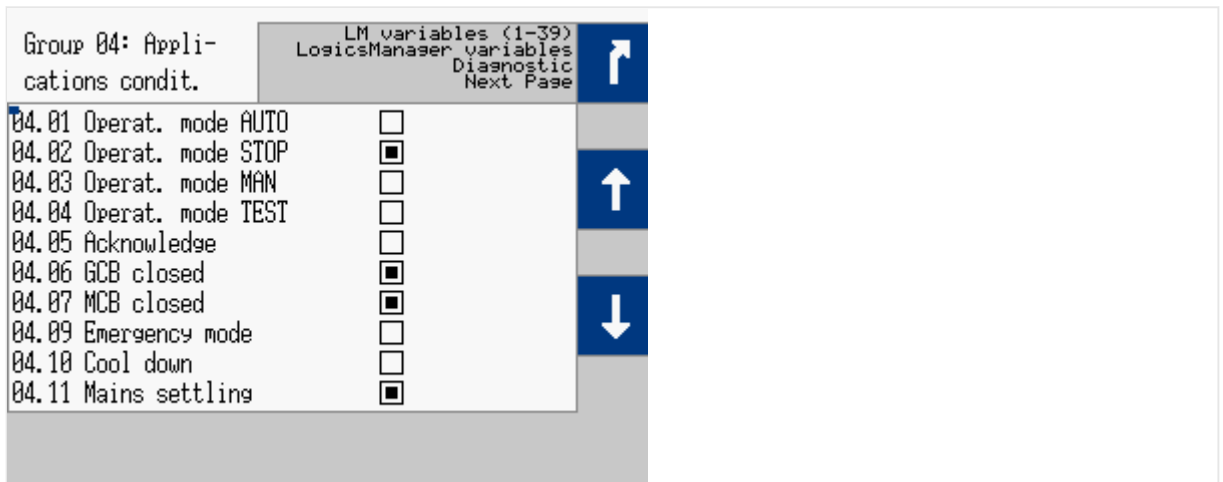 Group 04: Appli-
cations condit.
LM variables (1-39)
LogicsManager variables
Diagnostic
Next Page
04.01 Operat. mode AUTO
04.02 Operat. mode STOP
04.03 Operat. mode MAN
04.04 Operat. mode TEST
04.05 Acknowledge
04.06 GCB closed
04.07 MCB closed
04.09 Emergency mode
04.10 Cool down
04.11 Mains settling